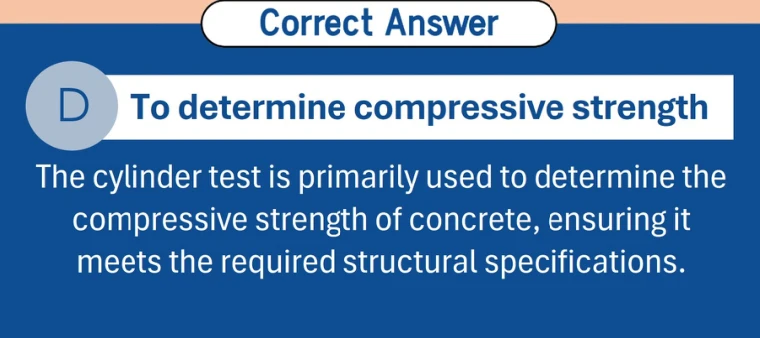 Correct Answer
D
To determine compressive strength
The cylinder test is primarily used to determine the
compressive strength of concrete, ensuring it
meets the required structural specifications.